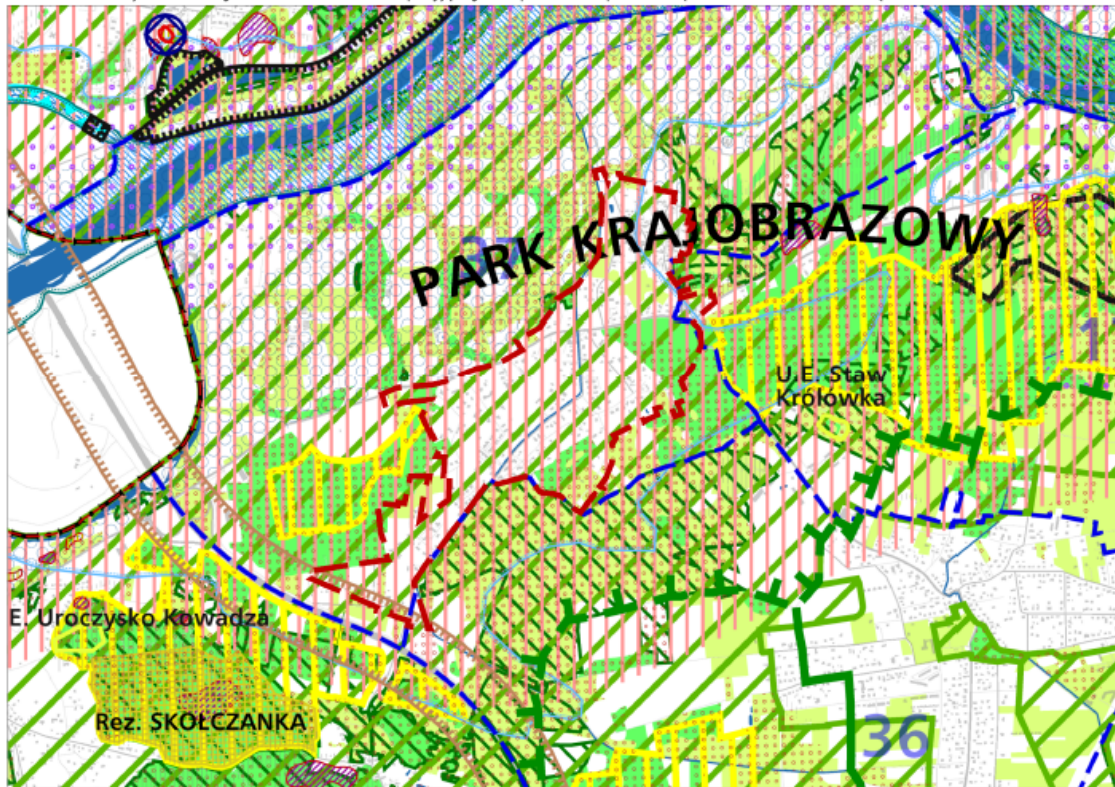 PARK KRAJOBRAZOWY
U.E. Staw
Królówka
E. Uroczysko Kowadza
Rez. SKOŁCZANKA
36